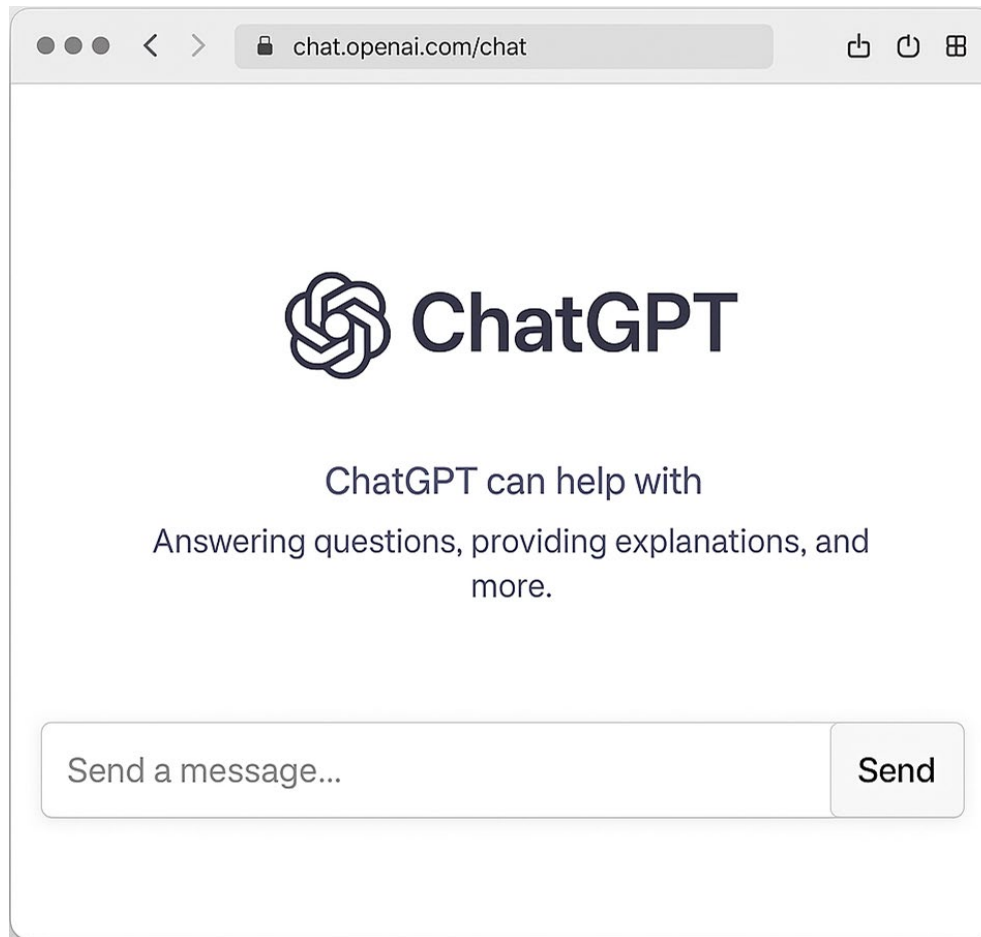 chat.openai.com/chat
ChatGPT
ChatGPT can help with
Answering questions, providing explanations, and
more.
Send a message...
Send